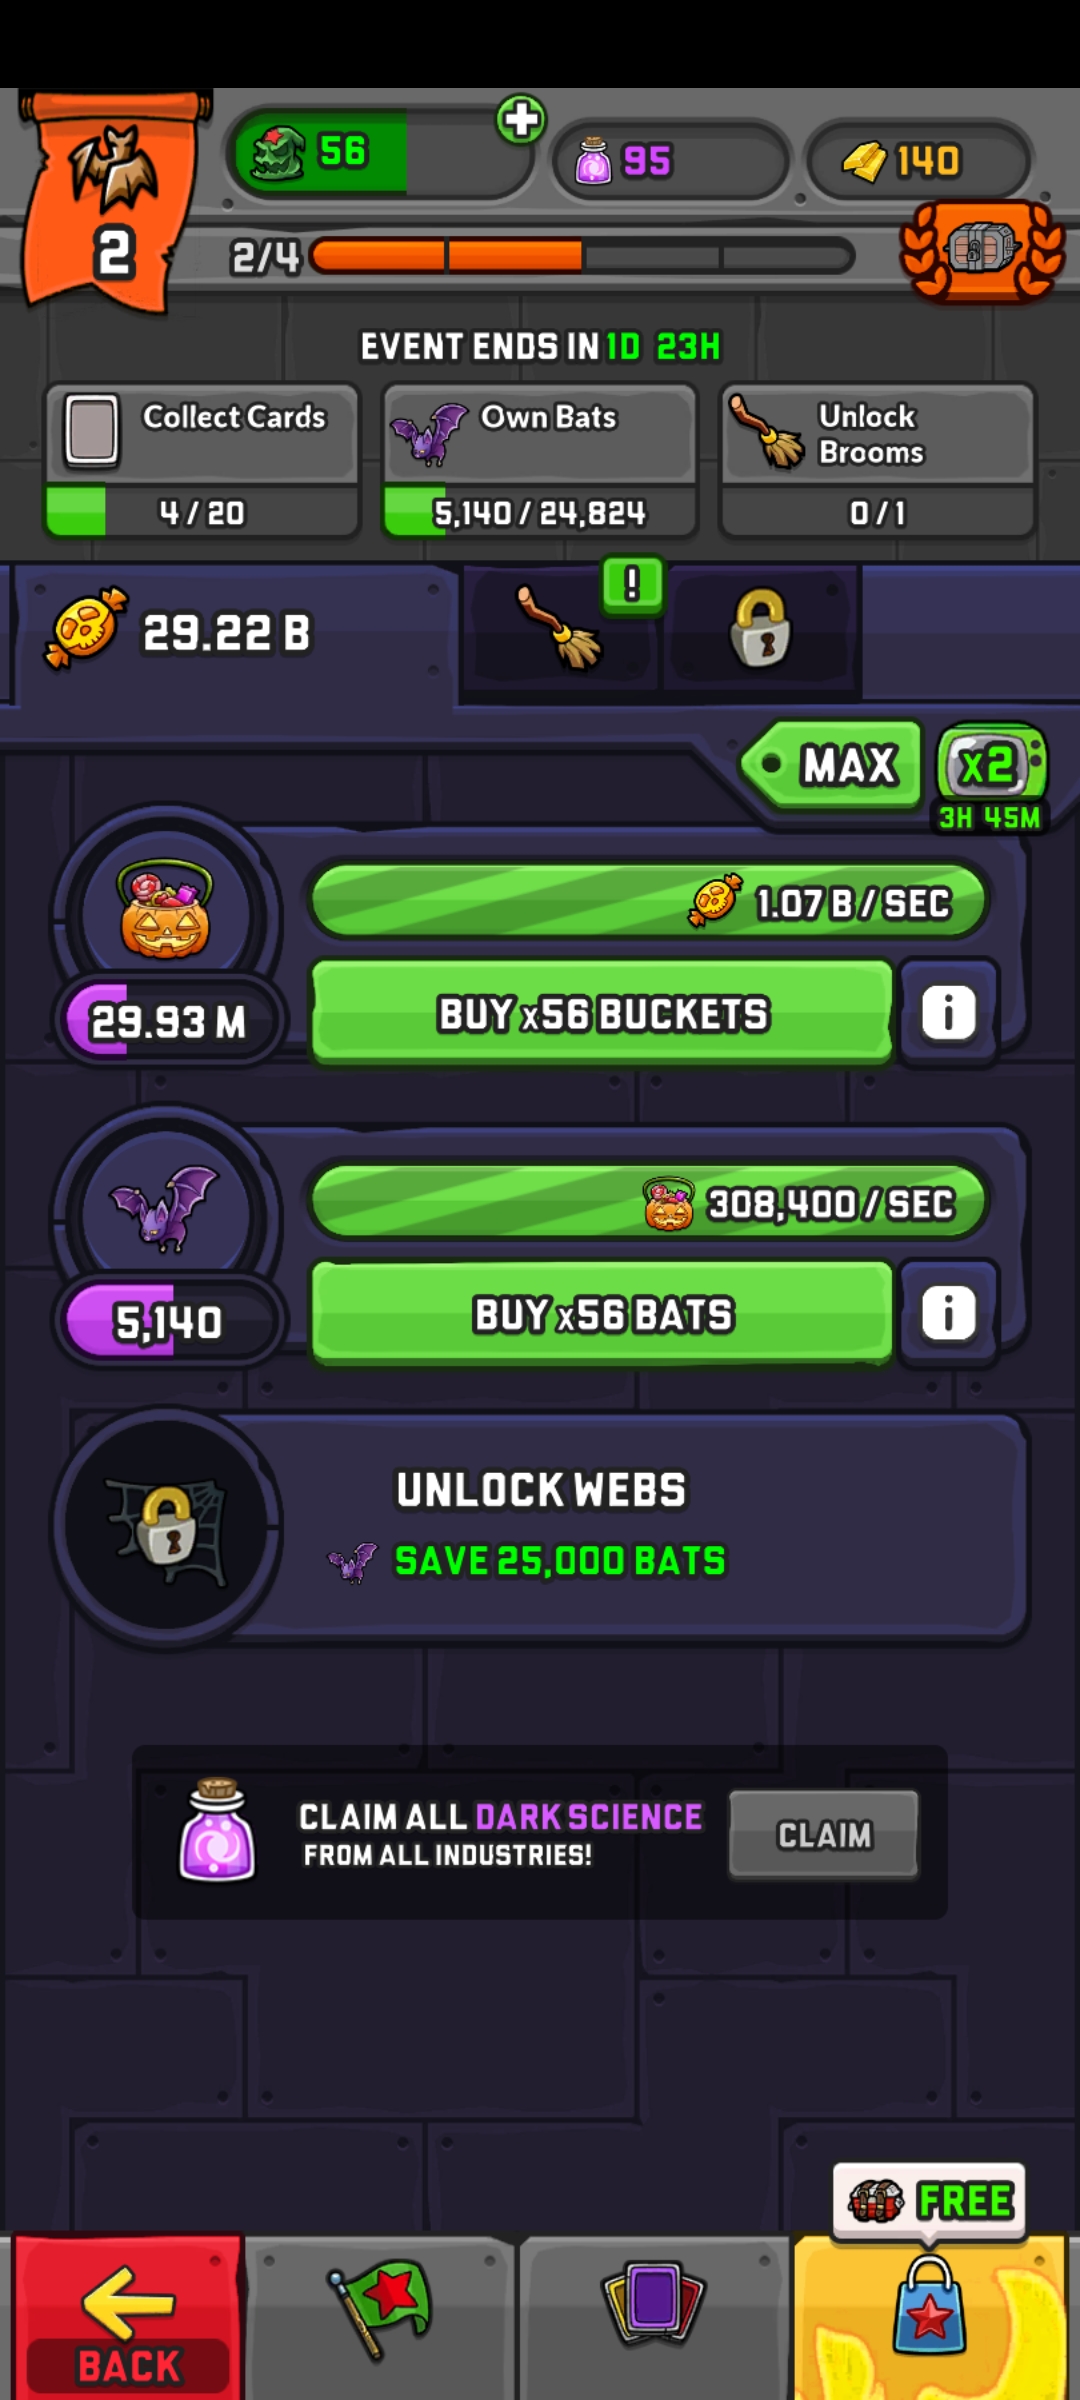 56
95
140
2
2/4
EVENT ENDS IN 1D 23H
Collect Cards
4 / 20
Own Bats
5,140 / 24,824
Unlock
Brooms
0 / 1
29.22 B
!
MAX
x2
3H 45M
1.07 B / SEC
29.93 M
BUY x56 BUCKETS
i
308,400 / SEC
5,140
BUY x56 BATS
i
UNLOCK WEBS
SAVE 25,000 BATS
CLAIM ALL DARK SCIENCE
FROM ALL INDUSTRIES!
CLAIM
FREE
BACK